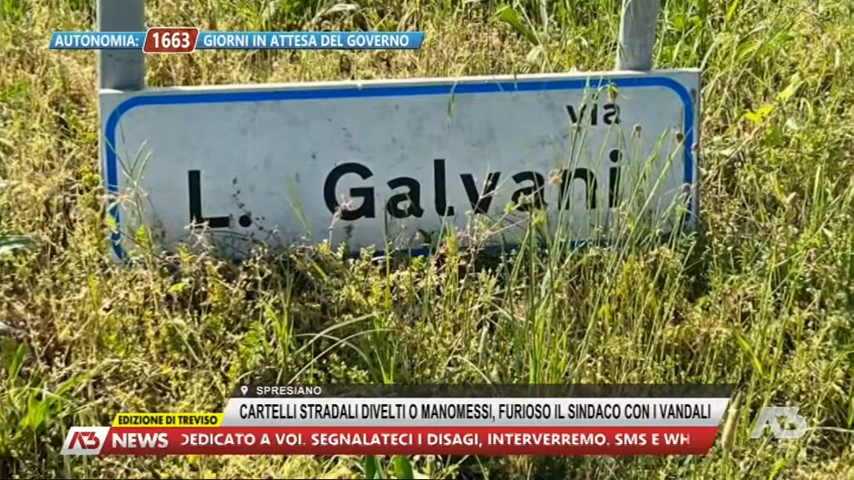 AUTONOMIA: 1663 GIORNI IN ATTESA DEL GOVERNO
via
L. Galvani
SPRESIANO
EDIZIONE DI TREVISO
CARTELLI STRADALI DIVELTI O MANOMESSI, FURIOSO IL SINDACO CON I VANDALI
A3 NEWS DEDICATO A VOI. SEGNALATECI I DISAGI, INTERVERREMO. SMS E WH
A3